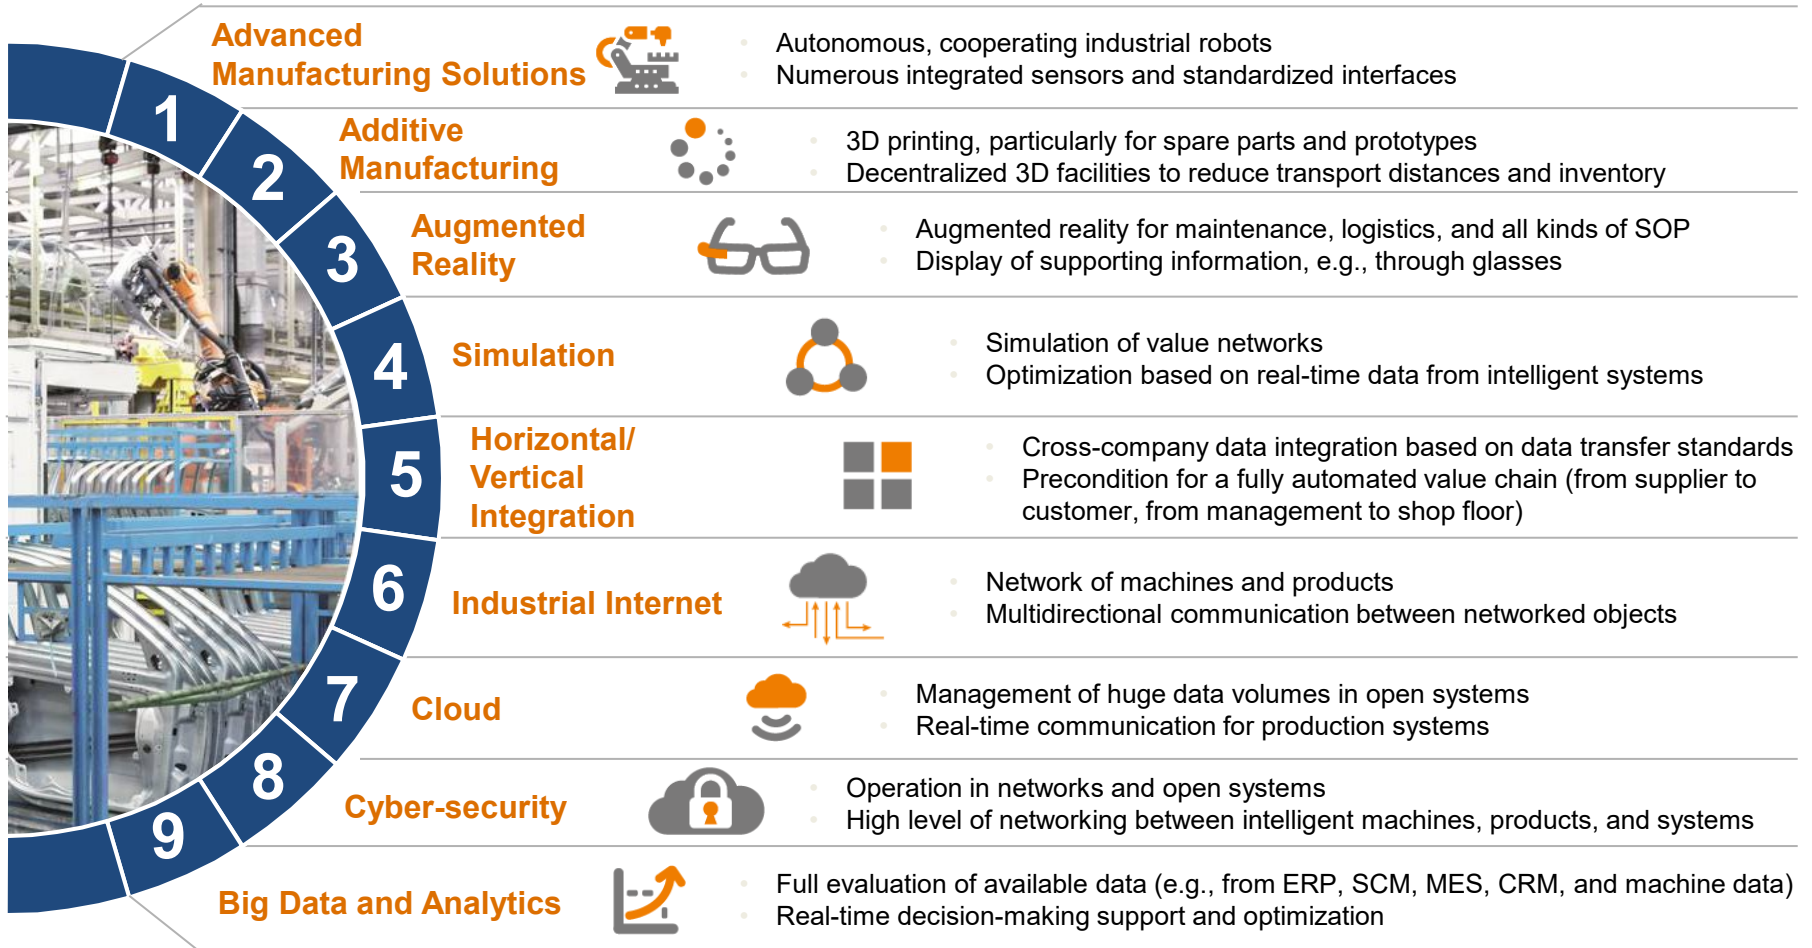 1
Advanced
Manufacturing Solutions
Autonomous, cooperating industrial robots
Numerous integrated sensors and standardized interfaces
2
Additive
Manufacturing
3D printing, particularly for spare parts and prototypes
Decentralized 3D facilities to reduce transport distances and inventory
3
Augmented
Reality
Augmented reality for maintenance, logistics, and all kinds of SOP
Display of supporting information, e.g., through glasses
4
Simulation
Simulation of value networks
Optimization based on real-time data from intelligent systems
5
Horizontal/
Vertical
Integration
Cross-company data integration based on data transfer standards
Precondition for a fully automated value chain (from supplier to
customer, from management to shop floor)
6
Industrial Internet
Network of machines and products
Multidirectional communication between networked objects
7
Cloud
Management of huge data volumes in open systems
Real-time communication for production systems
8
Cyber-security
Operation in networks and open systems
High level of networking between intelligent machines, products, and systems
9
Big Data and Analytics
Full evaluation of available data (e.g., from ERP, SCM, MES, CRM, and machine data)
Real-time decision-making support and optimization